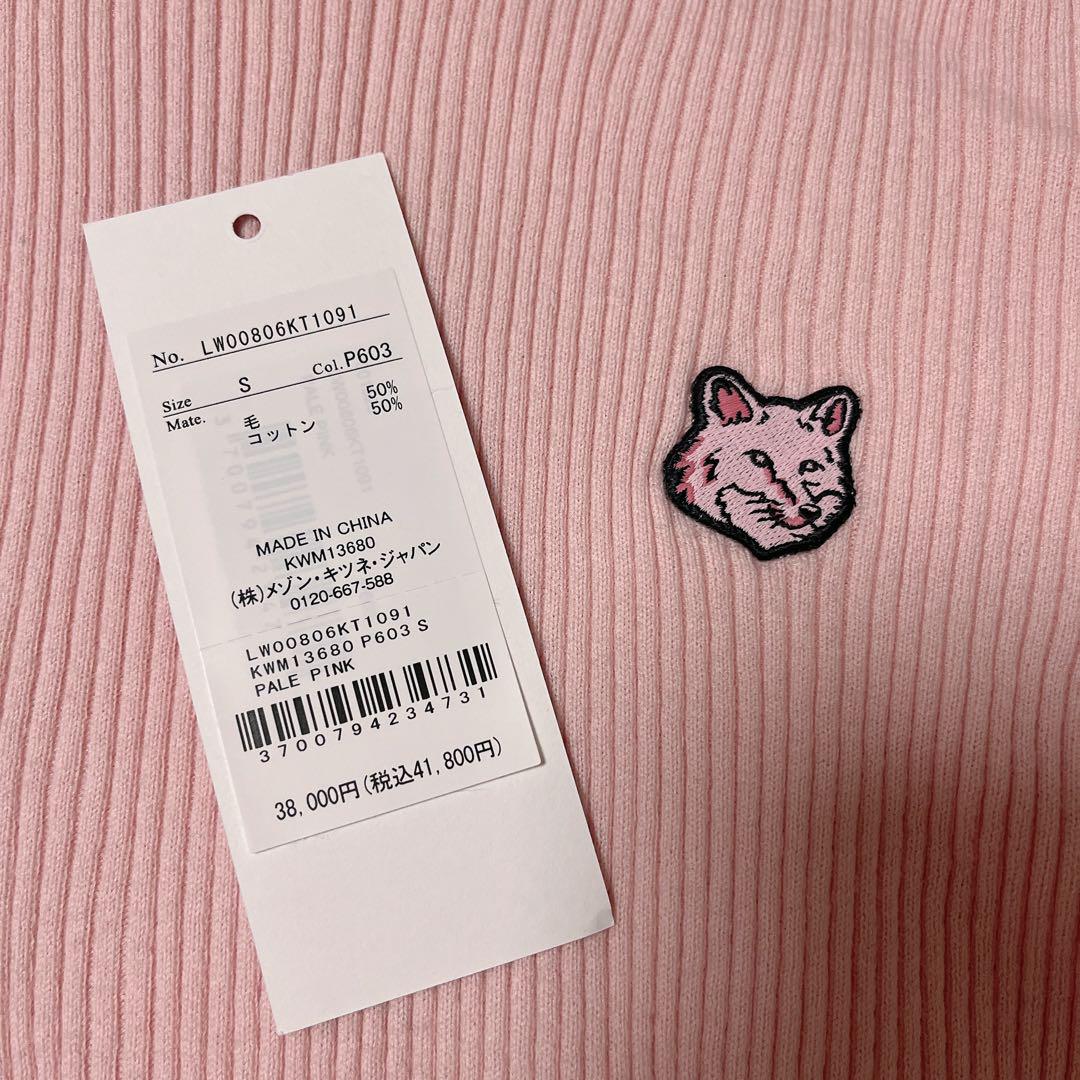 No. LW00806KT1091
Size S Col. P603
Mate. 毛 50%
コットン 50%
MADE IN CHINA
KWM13680
(株)メゾン・キツネ・ジャパン
0120-667-588
LW00806KT1091
KWM13680 P603 S
PALE PINK
3700794234731
38,000円(税込41,800円)